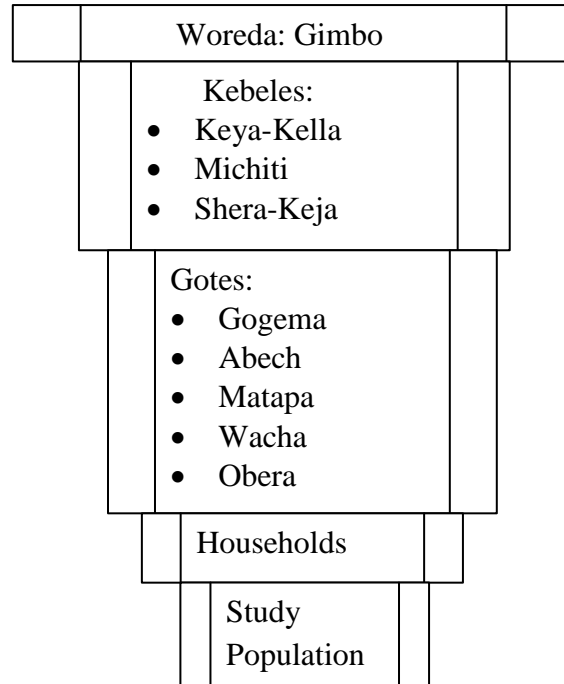 Woreda: Gimbo
Kebeles:
• Keya-Kella
• Michiti
• Shera-Keja
Gotes:
• Gogema
• Abech
• Matapa
• Wacha
• Obera
Households
Study
Population